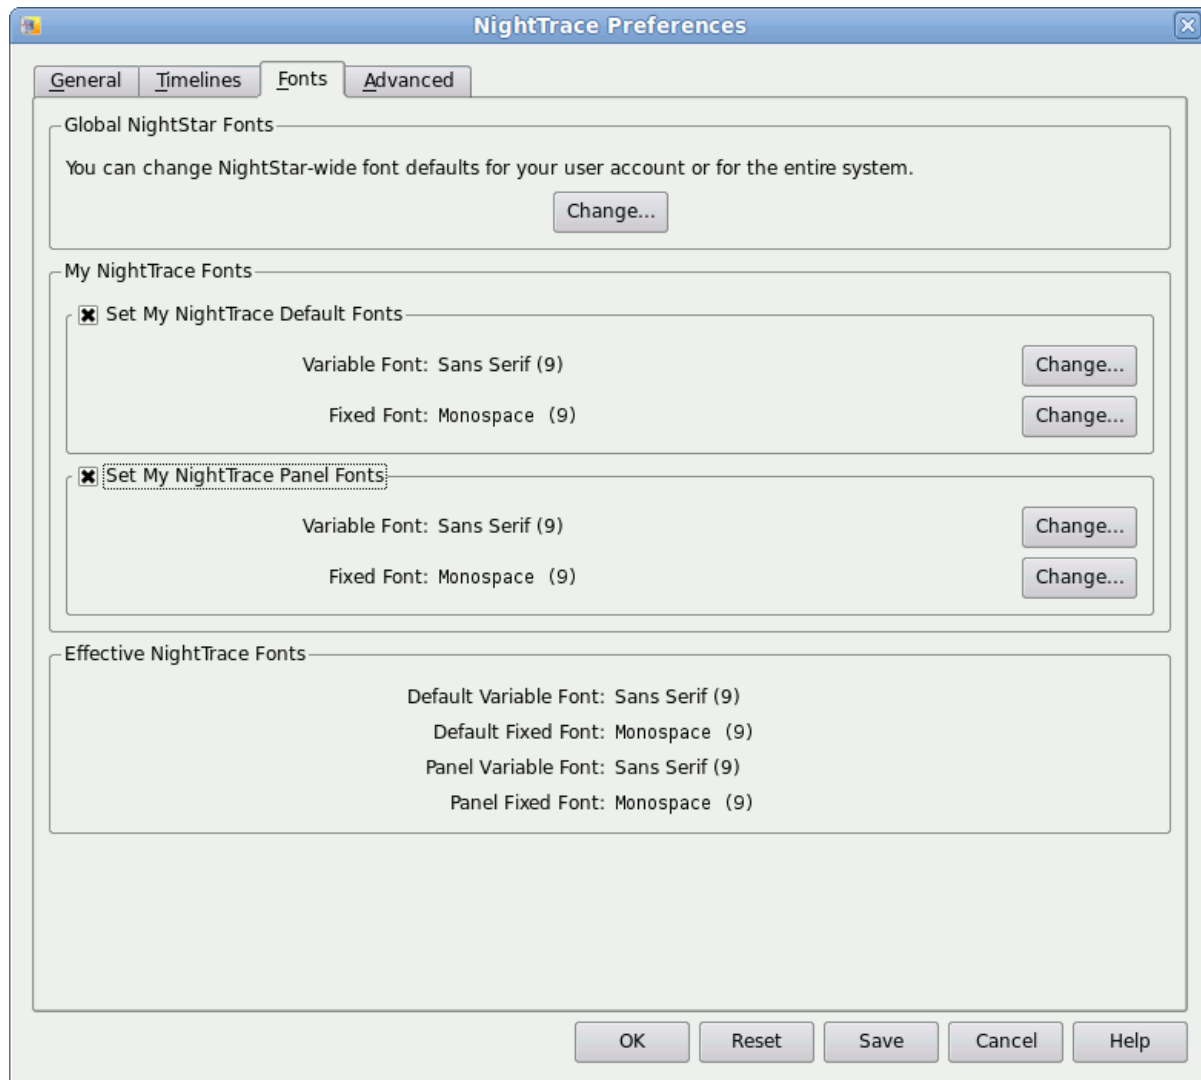 NightTrace Preferences
General Timelines Fonts Advanced
Global NightStar Fonts
You can change NightStar-wide font defaults for your user account or for the entire system.
Change...
My NightTrace Fonts
Set My NightTrace Default Fonts
Variable Font: Sans Serif (9) Change...
Fixed Font: Monospace (9) Change...
Set My NightTrace Panel Fonts
Variable Font: Sans Serif (9) Change...
Fixed Font: Monospace (9) Change...
Effective NightTrace Fonts
Default Variable Font: Sans Serif (9)
Default Fixed Font: Monospace (9)
Panel Variable Font: Sans Serif (9)
Panel Fixed Font: Monospace (9)
OK Reset Save Cancel Help